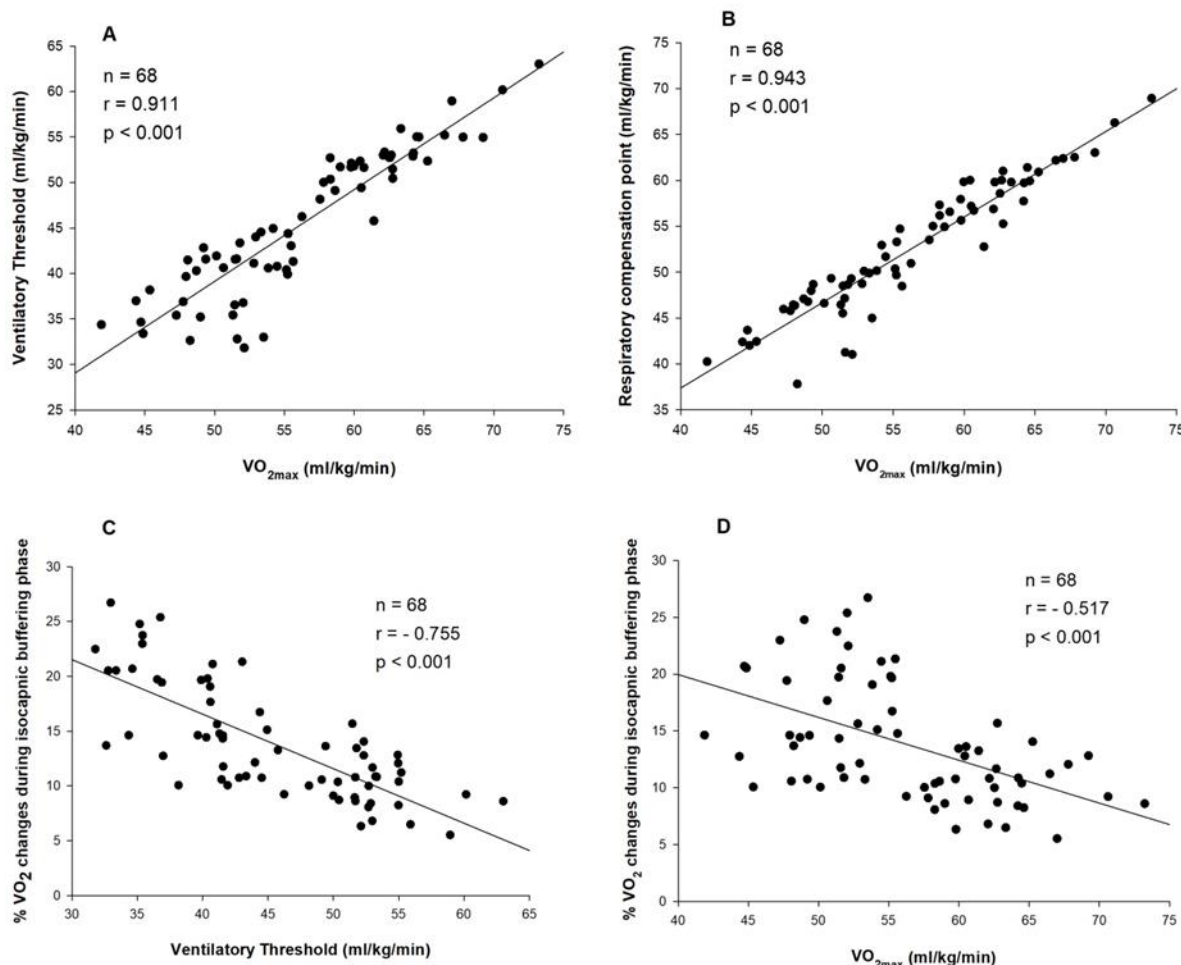 A
n = 68
r = 0.911
p < 0.001
Ventilatory Threshold (ml/kg/min)
65
60
55
50
45
40
35
30
25
40 45 50 55 60 65 70 75
VO2max (ml/kg/min)
B
n = 68
r = 0.943
p < 0.001
Respiratory compensation point (ml/kg/min)
75
70
65
60
55
50
45
40
35
40 45 50 55 60 65 70 75
VO2max (ml/kg/min)
C
n = 68
r = - 0.755
p < 0.001
% VO2 changes during isocapnic buffering phase
30
25
20
15
10
5
0
30 35 40 45 50 55 60 65
Ventilatory Threshold (ml/kg/min)
D
n = 68
r = - 0.517
p < 0.001
% VO2 changes during isocapnic buffering phase
30
25
20
15
10
5
0
40 45 50 55 60 65 70 75
VO2max (ml/kg/min)